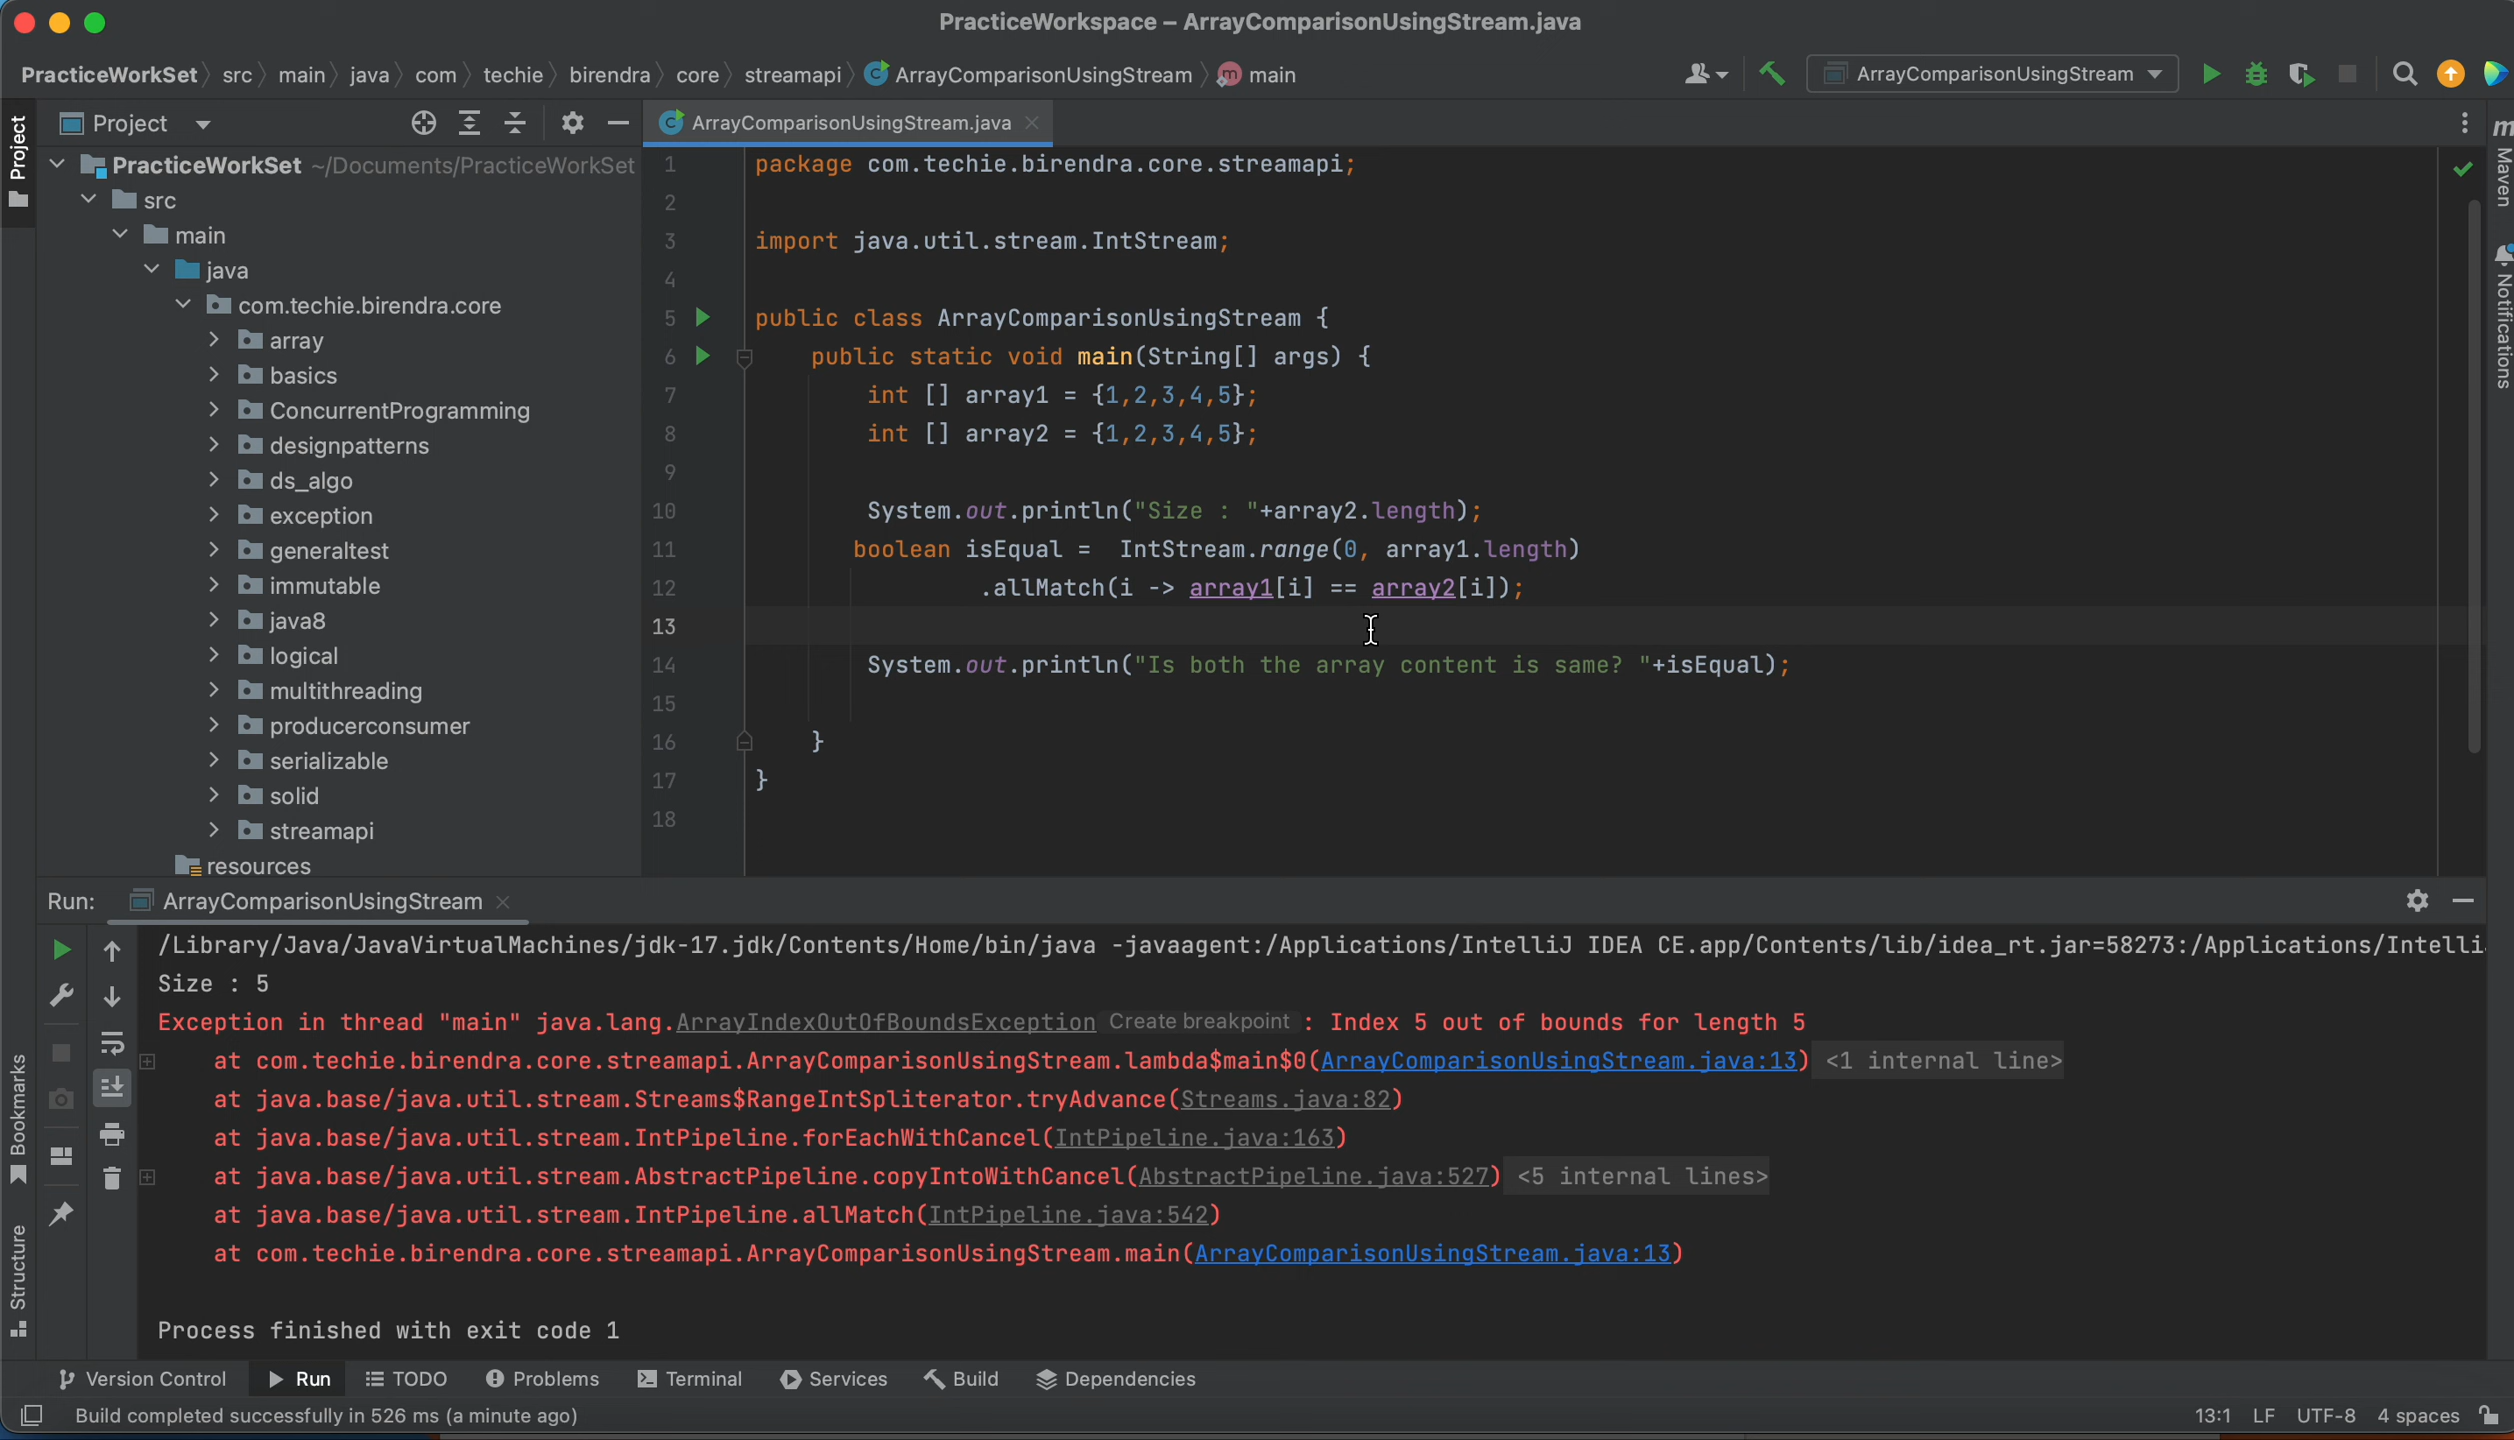 PracticeWorkspace – ArrayComparisonUsingStream.java
PracticeWorkSet src main java com techie birendra core streamapi ArrayComparisonUsingStream m main
ArrayComparisonUsingStream
Project
Project
ArrayComparisonUsingStream.java
PracticeWorkSet ~/Documents/PracticeWorkSet
src
main
java
com.techie.birendra.core
array
basics
ConcurrentProgramming
designpatterns
ds_algo
exception
generaltest
immutable
java8
logical
multithreading
producerconsumer
serializable
solid
streamapi
resources
1 package com.techie.birendra.core.streamapi;
2
3 import java.util.stream.IntStream;
4
5 public class ArrayComparisonUsingStream {
6 public static void main(String[] args) {
7 int [] array1 = {1,2,3,4,5};
8 int [] array2 = {1,2,3,4,5};
9
10 System.out.println("Size : "+array2.length);
11 boolean isEqual =  IntStream.range(0, array1.length)
12 .allMatch(i -> array1[i] == array2[i]);
13
14 System.out.println("Is both the array content is same? "+isEqual);
15
16 }
17 }
18
m Maven
Notifications
Run: ArrayComparisonUsingStream
/Library/Java/JavaVirtualMachines/jdk-17.jdk/Contents/Home/bin/java -javaagent:/Applications/IntelliJ IDEA CE.app/Contents/lib/idea_rt.jar=58273:/Applications/Intelli
Size : 5
Exception in thread "main" java.lang.ArrayIndexOutOfBoundsException Create breakpoint : Index 5 out of bounds for length 5
at com.techie.birendra.core.streamapi.ArrayComparisonUsingStream.lambda$main$0(ArrayComparisonUsingStream.java:13) <1 internal line>
at java.base/java.util.stream.Streams$RangeIntSpliterator.tryAdvance(Streams.java:82)
at java.base/java.util.stream.IntPipeline.forEachWithCancel(IntPipeline.java:163)
at java.base/java.util.stream.AbstractPipeline.copyIntoWithCancel(AbstractPipeline.java:527) <5 internal lines>
at java.base/java.util.stream.IntPipeline.allMatch(IntPipeline.java:542)
at com.techie.birendra.core.streamapi.ArrayComparisonUsingStream.main(ArrayComparisonUsingStream.java:13)
Process finished with exit code 1
Bookmarks
Structure
Version Control Run TODO Problems Terminal Services Build Dependencies
Build completed successfully in 526 ms (a minute ago) 13:1 LF UTF-8 4 spaces